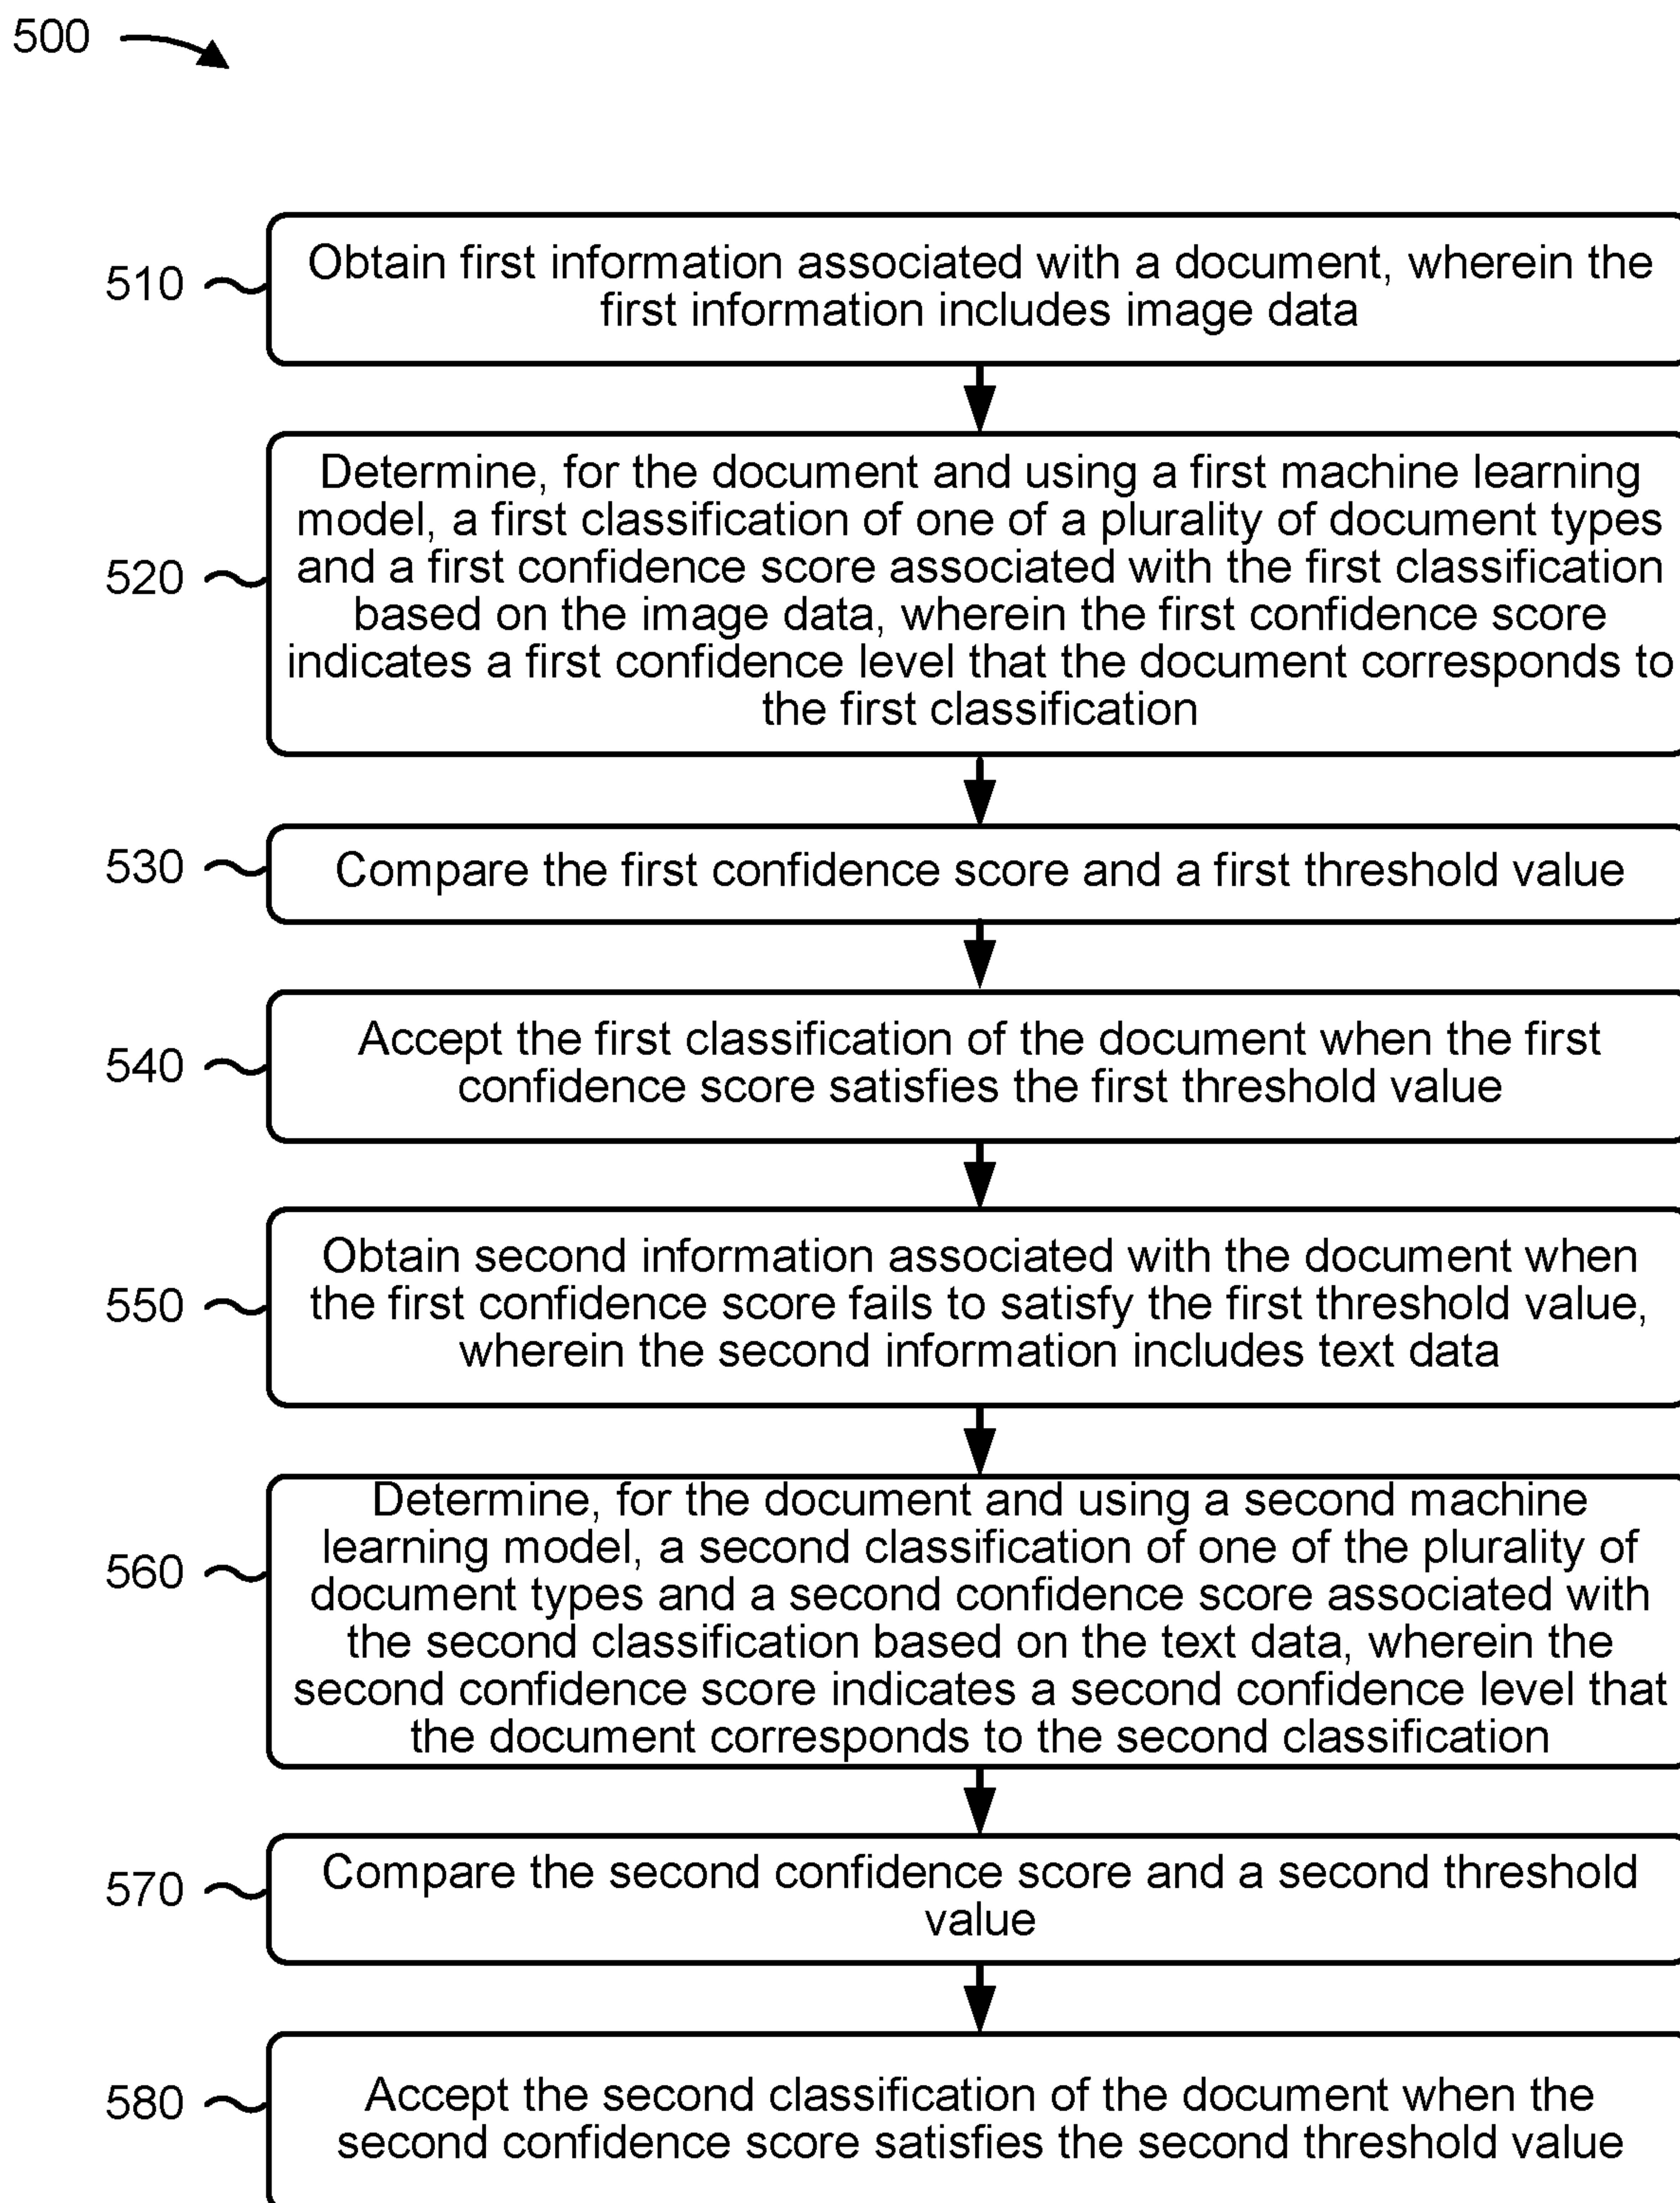 500
510
Obtain first information associated with a document, wherein the
first information includes image data
520
Determine, for the document and using a first machine learning
model, a first classification of one of a plurality of document types
and a first confidence score associated with the first classification
based on the image data, wherein the first confidence score
indicates a first confidence level that the document corresponds to
the first classification
530
Compare the first confidence score and a first threshold value
540
Accept the first classification of the document when the first
confidence score satisfies the first threshold value
550
Obtain second information associated with the document when
the first confidence score fails to satisfy the first threshold value,
wherein the second information includes text data
560
Determine, for the document and using a second machine
learning model, a second classification of one of the plurality of
document types and a second confidence score associated with
the second classification based on the text data, wherein the
second confidence score indicates a second confidence level that
the document corresponds to the second classification
570
Compare the second confidence score and a second threshold
value
580
Accept the second classification of the document when the
second confidence score satisfies the second threshold value